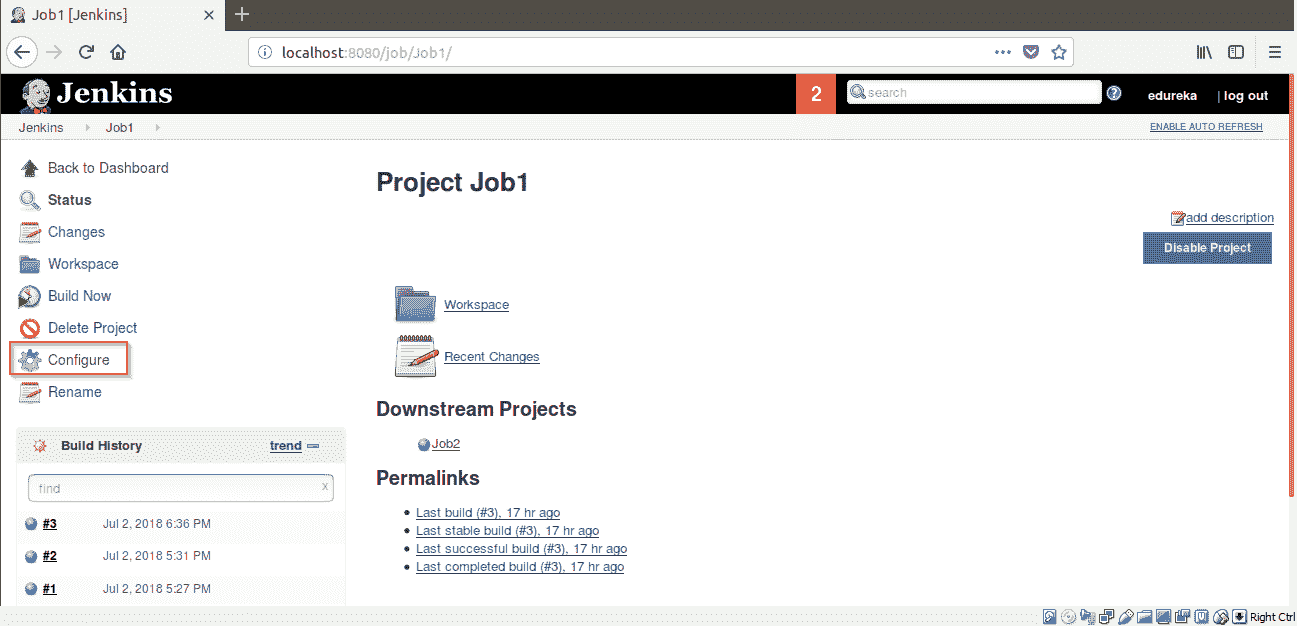 Job1 [Jenkins]
localhost:8080/job/Job1/
Jenkins
2
search
edureka
| log out
Jenkins
Job1
ENABLE AUTO REFRESH
Back to Dashboard
Status
Changes
Workspace
Build Now
Delete Project
Configure
Rename
Build History
trend
find
x
#3 Jul 2, 2018 6:36 PM
#2 Jul 2, 2018 5:31 PM
#1 Jul 2, 2018 5:27 PM
Project Job1
add description
Disable Project
Workspace
Recent Changes
Downstream Projects
Job2
Permalinks
Last build (#3), 17 hr ago
Last stable build (#3), 17 hr ago
Last successful build (#3), 17 hr ago
Last completed build (#3), 17 hr ago
Right Ctrl